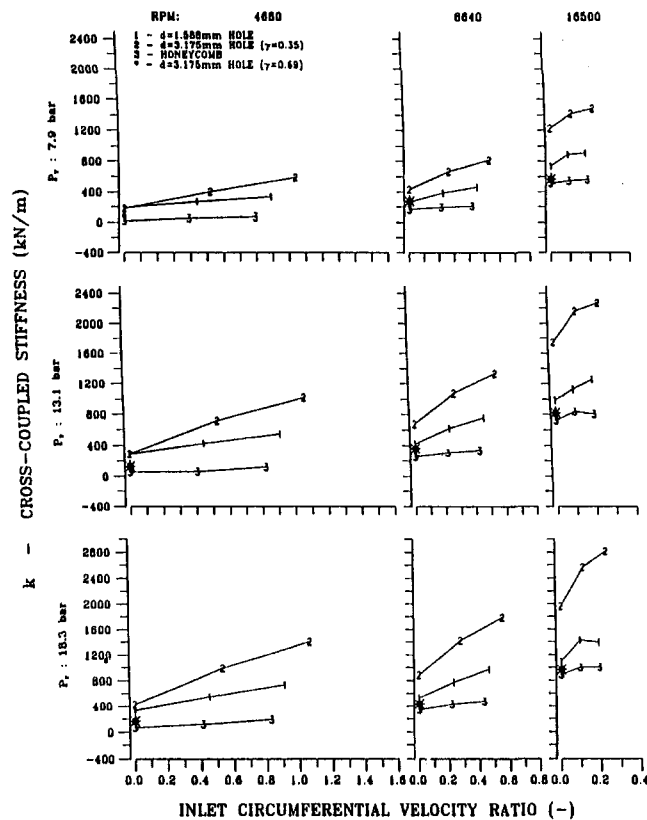 RPM: 4680 6640 16500
1 - d=1.588mm HOLE
2 - d=3.175mm HOLE (γ=0.35)
3 - HONEYCOMB
* - d=3.175mm HOLE (γ=0.69)
2400
2000
1600
1200
800
400
0
-400
Pr : 7.9 bar
2400
2000
1600
1200
800
400
0
-400
Pr : 13.1 bar
2800
2400
2000
1600
1200
800
400
0
-400
Pr : 18.3 bar
k - CROSS-COUPLED STIFFNESS (kN/m)
0.0 0.2 0.4 0.6 0.8 1.0 1.2 1.4 1.6 0.0 0.2 0.4 0.6 0.8 0.0 0.2 0.4
INLET CIRCUMFERENTIAL VELOCITY RATIO (-)